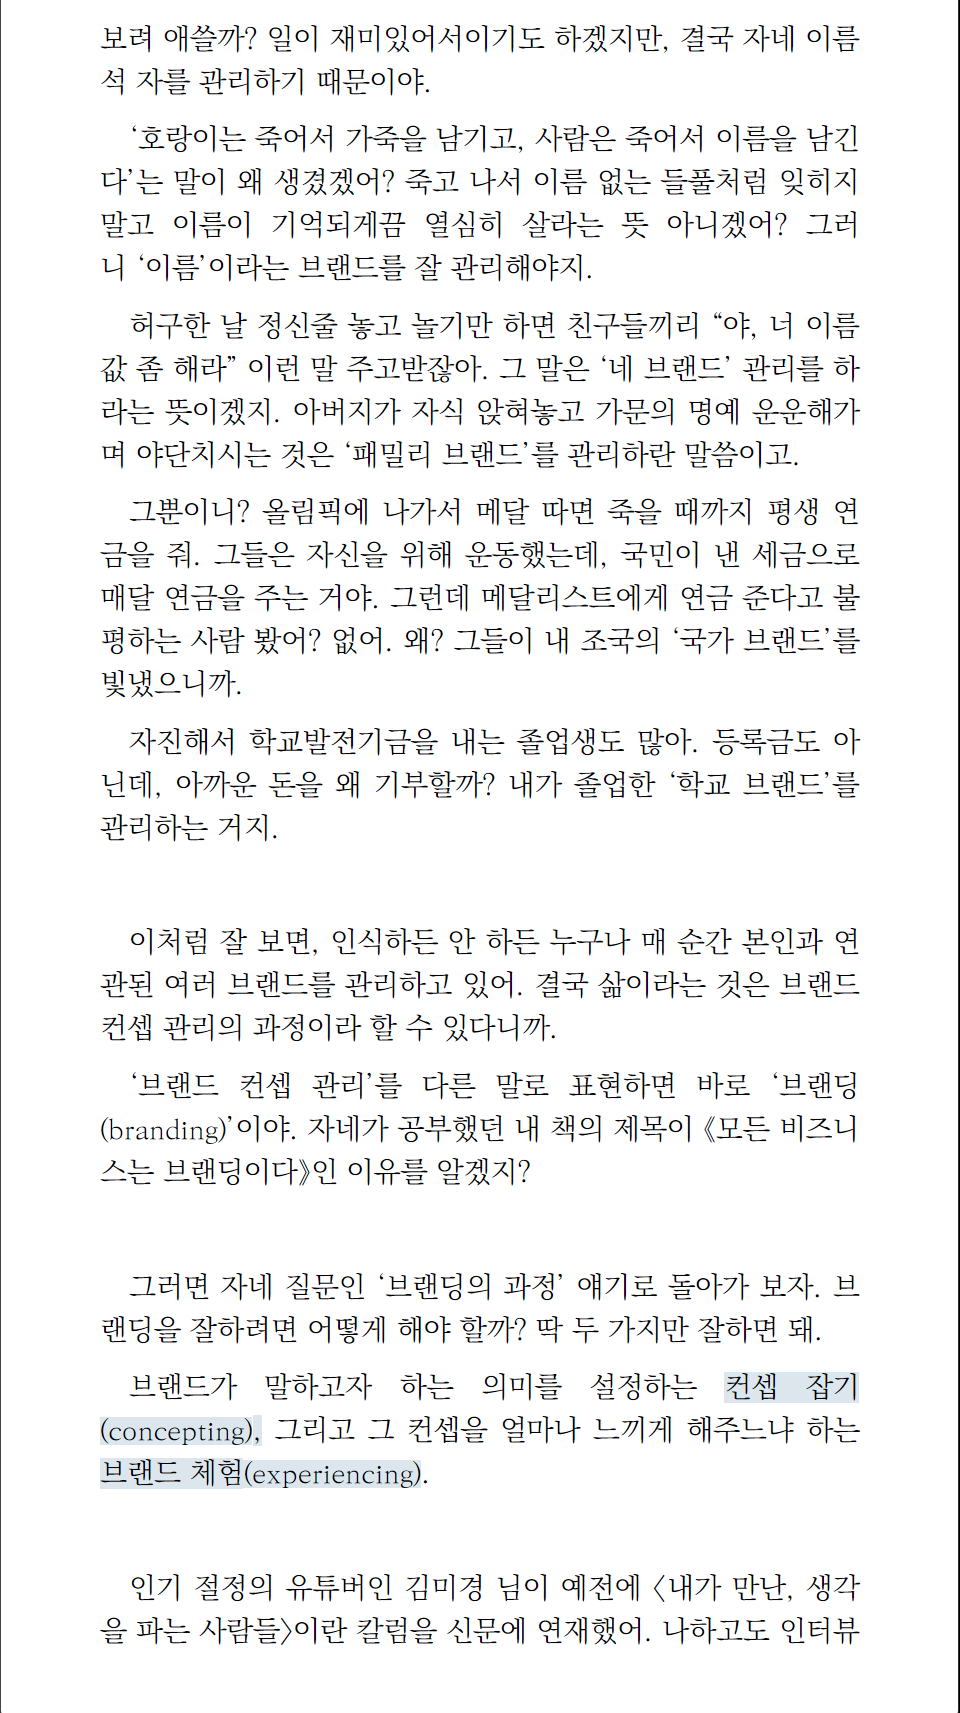 보려 애쓸까? 일이 재미있어서이기도 하겠지만, 결국 자네 이름
석 자를 관리하기 때문이야.
‘호랑이는 죽어서 가죽을 남기고, 사람은 죽어서 이름을 남긴
다’는 말이 왜 생겼겠어? 죽고 나서 이름 없는 들풀처럼 잊히지
말고 이름이 기억되게끔 열심히 살라는 뜻 아니겠어? 그러
니 ‘이름’이라는 브랜드를 잘 관리해야지.
허구한 날 정신줄 놓고 놀기만 하면 친구들끼리 “야, 너 이름
값 좀 해라” 이런 말 주고받잖아. 그 말은 ‘네 브랜드’ 관리를 하
라는 뜻이겠지. 아버지가 자식 앉혀놓고 가문의 명예 운운해가
며 야단치시는 것은 ‘패밀리 브랜드’를 관리하란 말씀이고.
그뿐이니? 올림픽에 나가서 메달 따면 죽을 때까지 평생 연
금을 줘. 그들은 자신을 위해 운동했는데, 국민이 낸 세금으로
매달 연금을 주는 거야. 그런데 메달리스트에게 연금 준다고 불
평하는 사람 봤어? 없어. 왜? 그들이 내 조국의 ‘국가 브랜드’를
빛냈으니까.
자진해서 학교발전기금을 내는 졸업생도 많아. 등록금도 아
닌데, 아까운 돈을 왜 기부할까? 내가 졸업한 ‘학교 브랜드’를
관리하는 거지.
이처럼 잘 보면, 인식하든 안 하든 누구나 매 순간 본인과 연
관된 여러 브랜드를 관리하고 있어. 결국 삶이라는 것은 브랜드
컨셉 관리의 과정이라 할 수 있다니까.
‘브랜드 컨셉 관리’를 다른 말로 표현하면 바로 ‘브랜딩
(branding)’이야. 자네가 공부했던 내 책의 제목이 《모든 비즈니
스는 브랜딩이다》인 이유를 알겠지?
그러면 자네 질문인 ‘브랜딩의 과정’ 얘기로 돌아가 보자. 브
랜딩을 잘하려면 어떻게 해야 할까? 딱 두 가지만 잘하면 돼.
브랜드가 말하고자 하는 의미를 설정하는 컨셉 잡기
(concepting), 그리고 그 컨셉을 얼마나 느끼게 해주느냐 하는
브랜드 체험(experiencing).
인기 절정의 유튜버인 김미경 님이 예전에 〈내가 만난, 생각
을 파는 사람들〉이란 칼럼을 신문에 연재했어. 나하고도 인터뷰